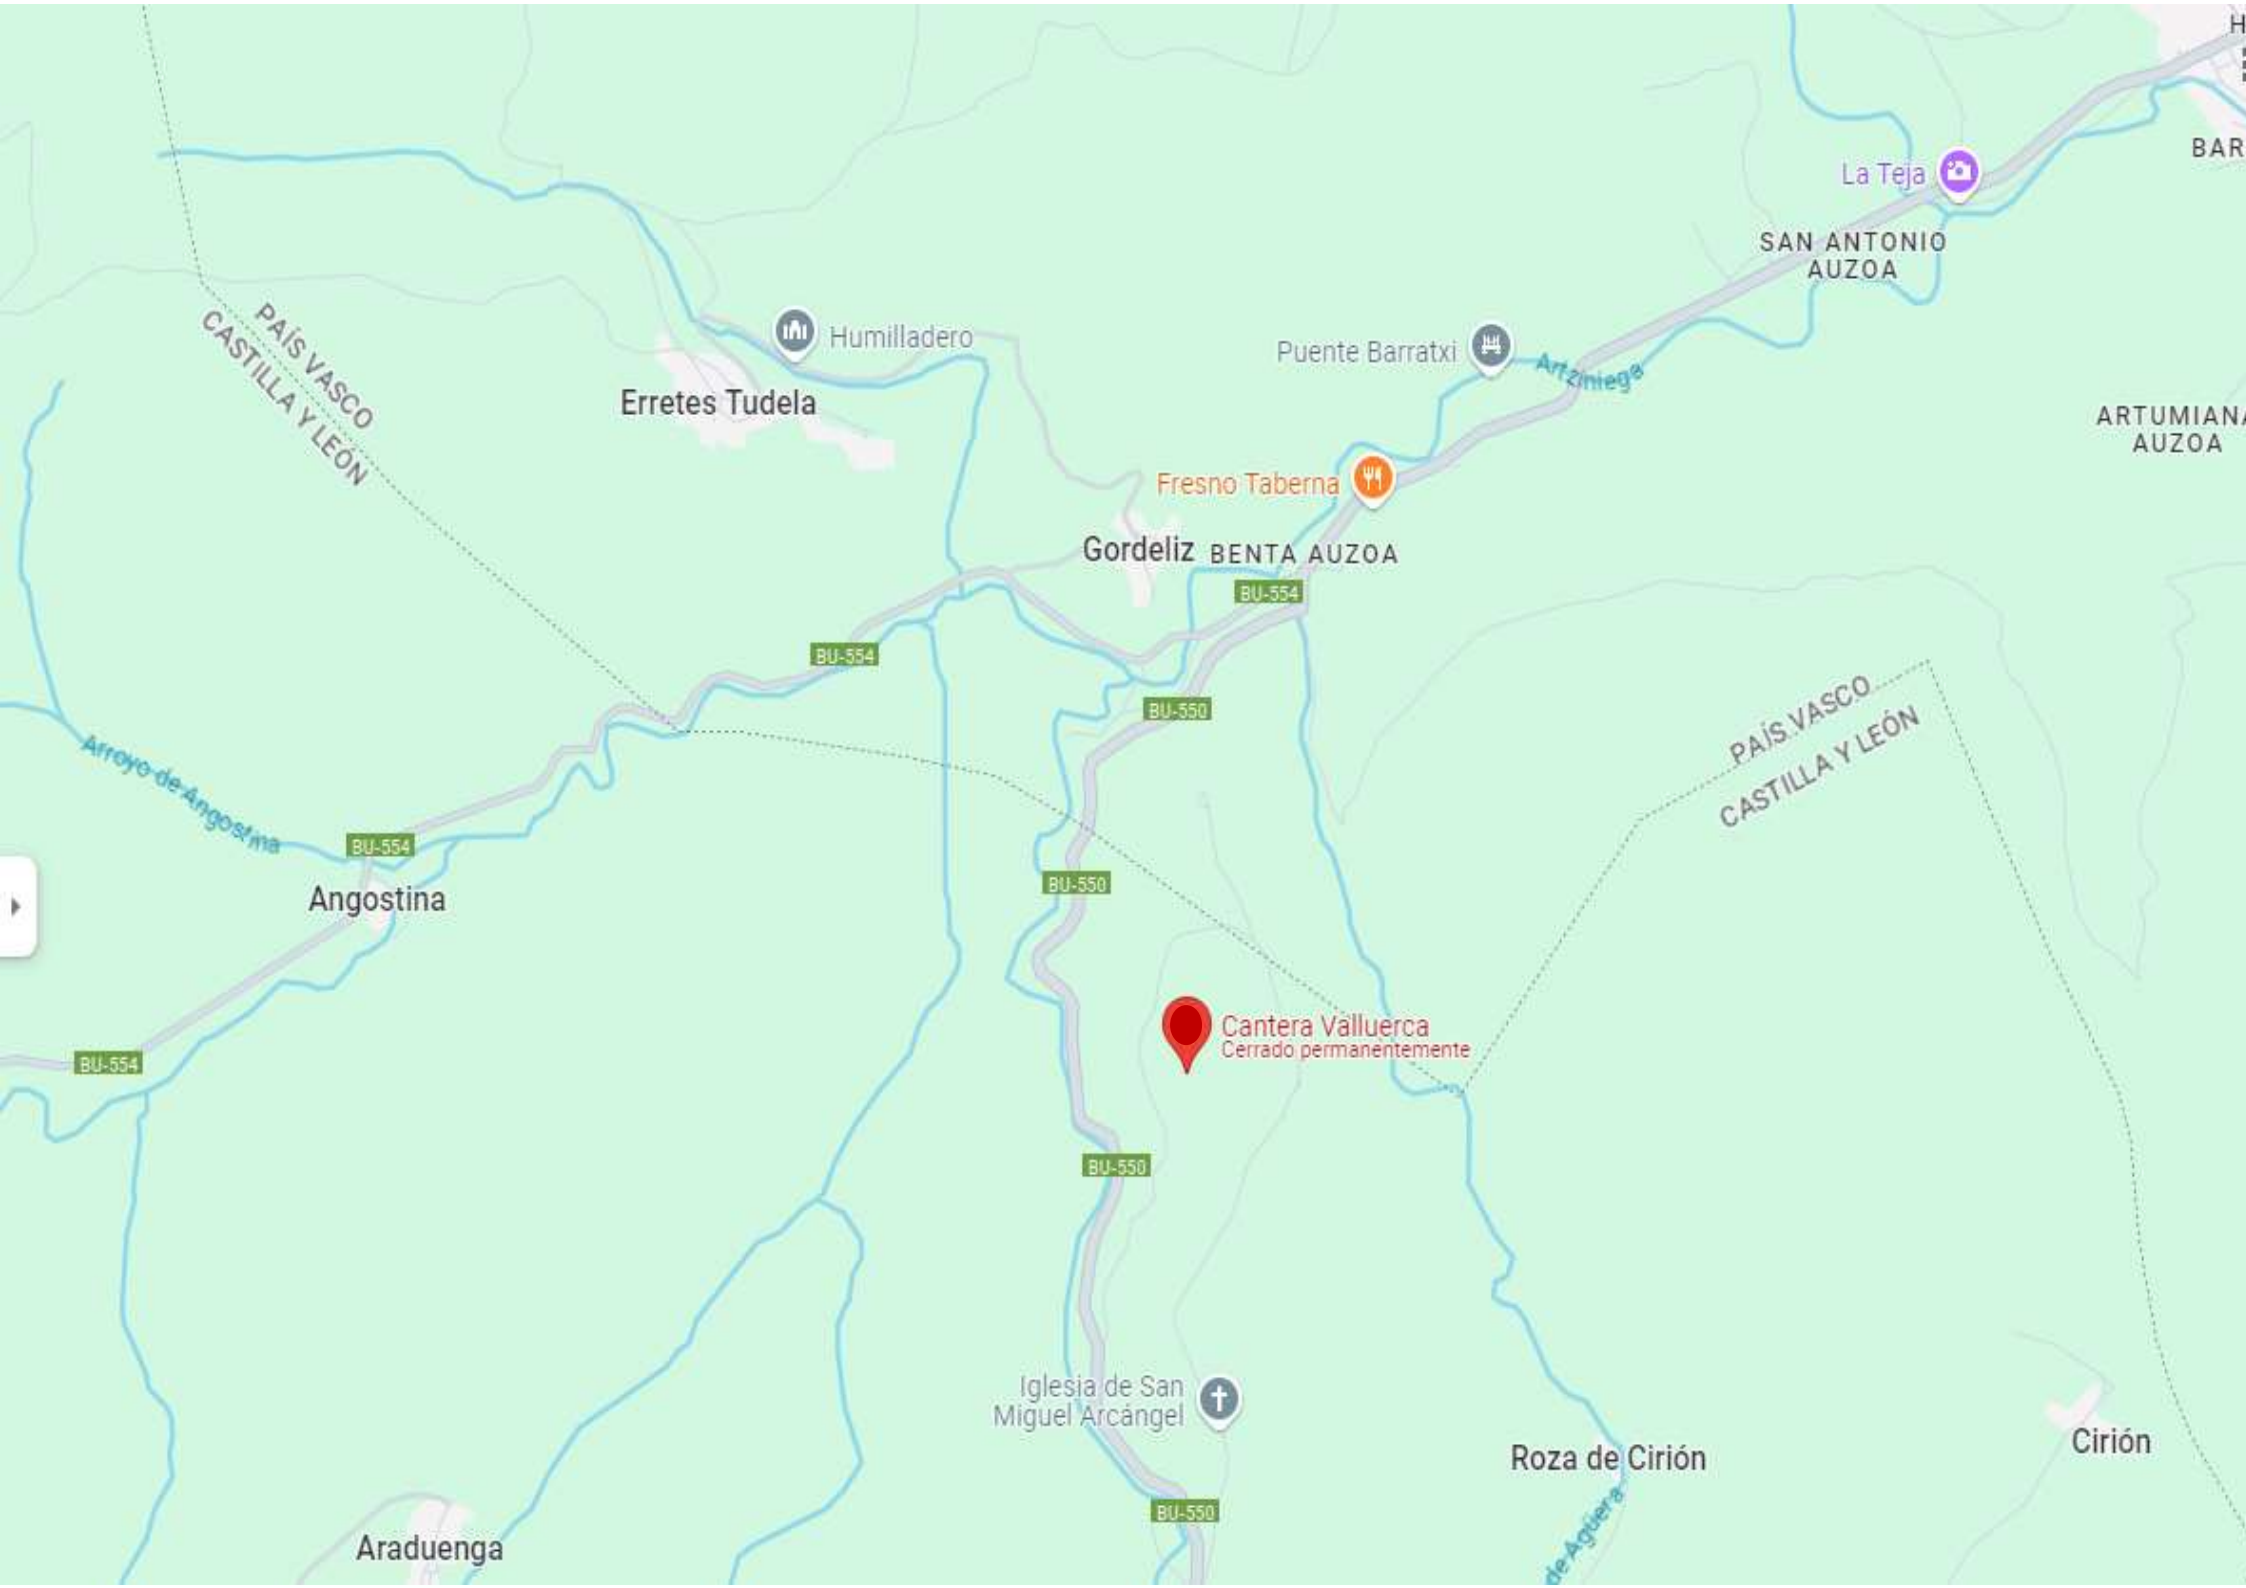 H
BAR
La Teja
SAN ANTONIO
AUZOA
PAÍS VASCO
CASTILLA Y LEÓN
Humilladero
Puente Barratxi
Artziniega
Erretes Tudela
ARTUMIANA
AUZOA
Fresno Taberna
Gordeliz
BENTA AUZOA
BU-554
BU-554
BU-550
PAÍS VASCO
CASTILLA Y LEÓN
Arroyo de Angostina
BU-554
BU-550
Angostina
Cantera Valluerca
Cerrado permanentemente
BU-554
BU-550
Iglesia de San
Miguel Arcángel
Roza de Cirión
Cirión
BU-550
de Agüera
Araduenga